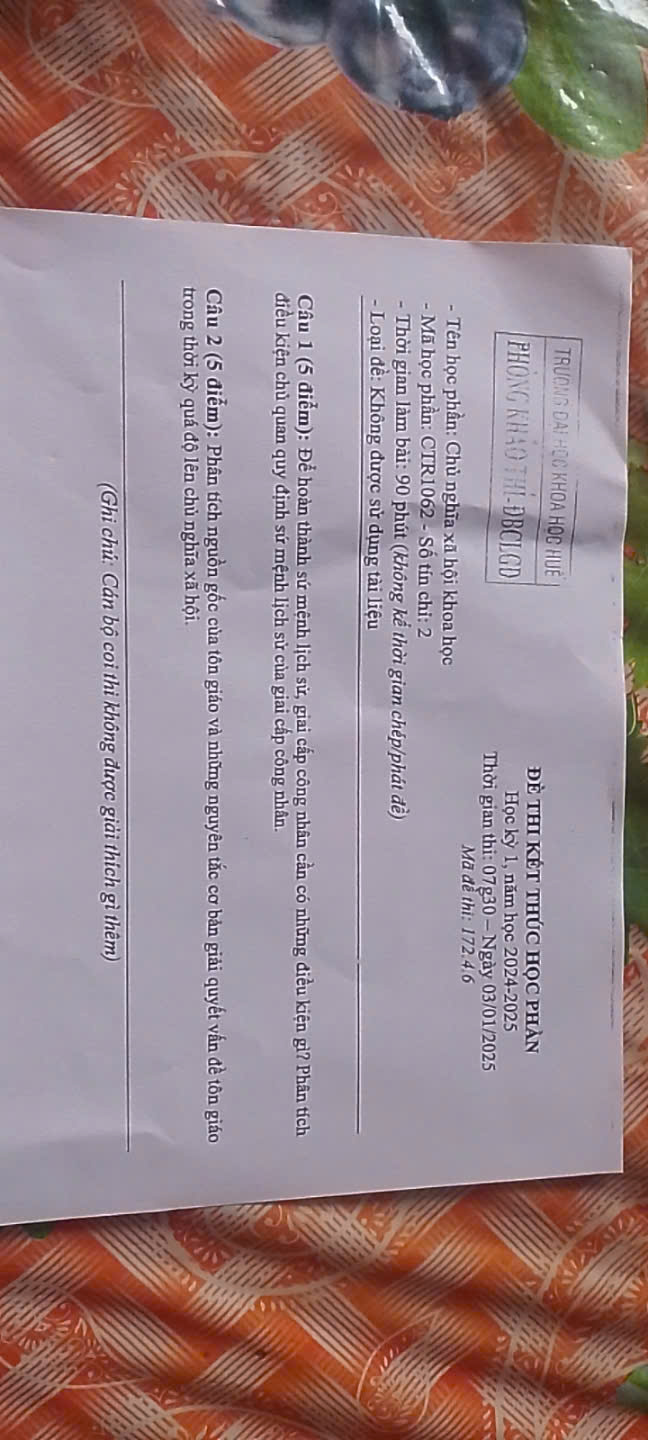 TRƯỜNG ĐẠI HỌC KHOA HỌC HUẾ
PHÒNG KHẢO THÍ-ĐBCLGD
ĐỀ THI KẾT THÚC HỌC PHẦN
Học kỳ 1, năm học 2024-2025
Thời gian thi: 07g30 – Ngày 03/01/2025
Mã đề thi: 172.4.6
- Tên học phần: Chủ nghĩa xã hội khoa học
- Mã học phần: CTR1062 - Số tín chỉ: 2
- Thời gian làm bài: 90 phút (không kể thời gian chép/phát đề)
- Loại đề: Không được sử dụng tài liệu
Câu 1 (5 điểm): Để hoàn thành sứ mệnh lịch sử, giai cấp công nhân cần có những điều kiện gì? Phân tích
điều kiện chủ quan quy định sứ mệnh lịch sử của giai cấp công nhân.
Câu 2 (5 điểm): Phân tích nguồn gốc của tôn giáo và những nguyên tắc cơ bản giải quyết vấn đề tôn giáo
trong thời kỳ quá độ lên chủ nghĩa xã hội.
(Ghi chú: Cán bộ coi thi không được giải thích gì thêm)